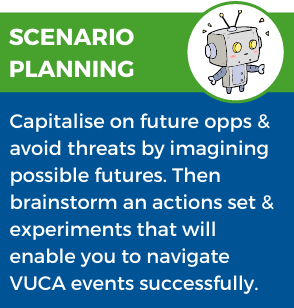 SCENARIO
PLANNING
Capitalise on future opps &
avoid threats by imagining
possible futures. Then
brainstorm an actions set &
experiments that will
enable you to navigate
VUCA events successfully.